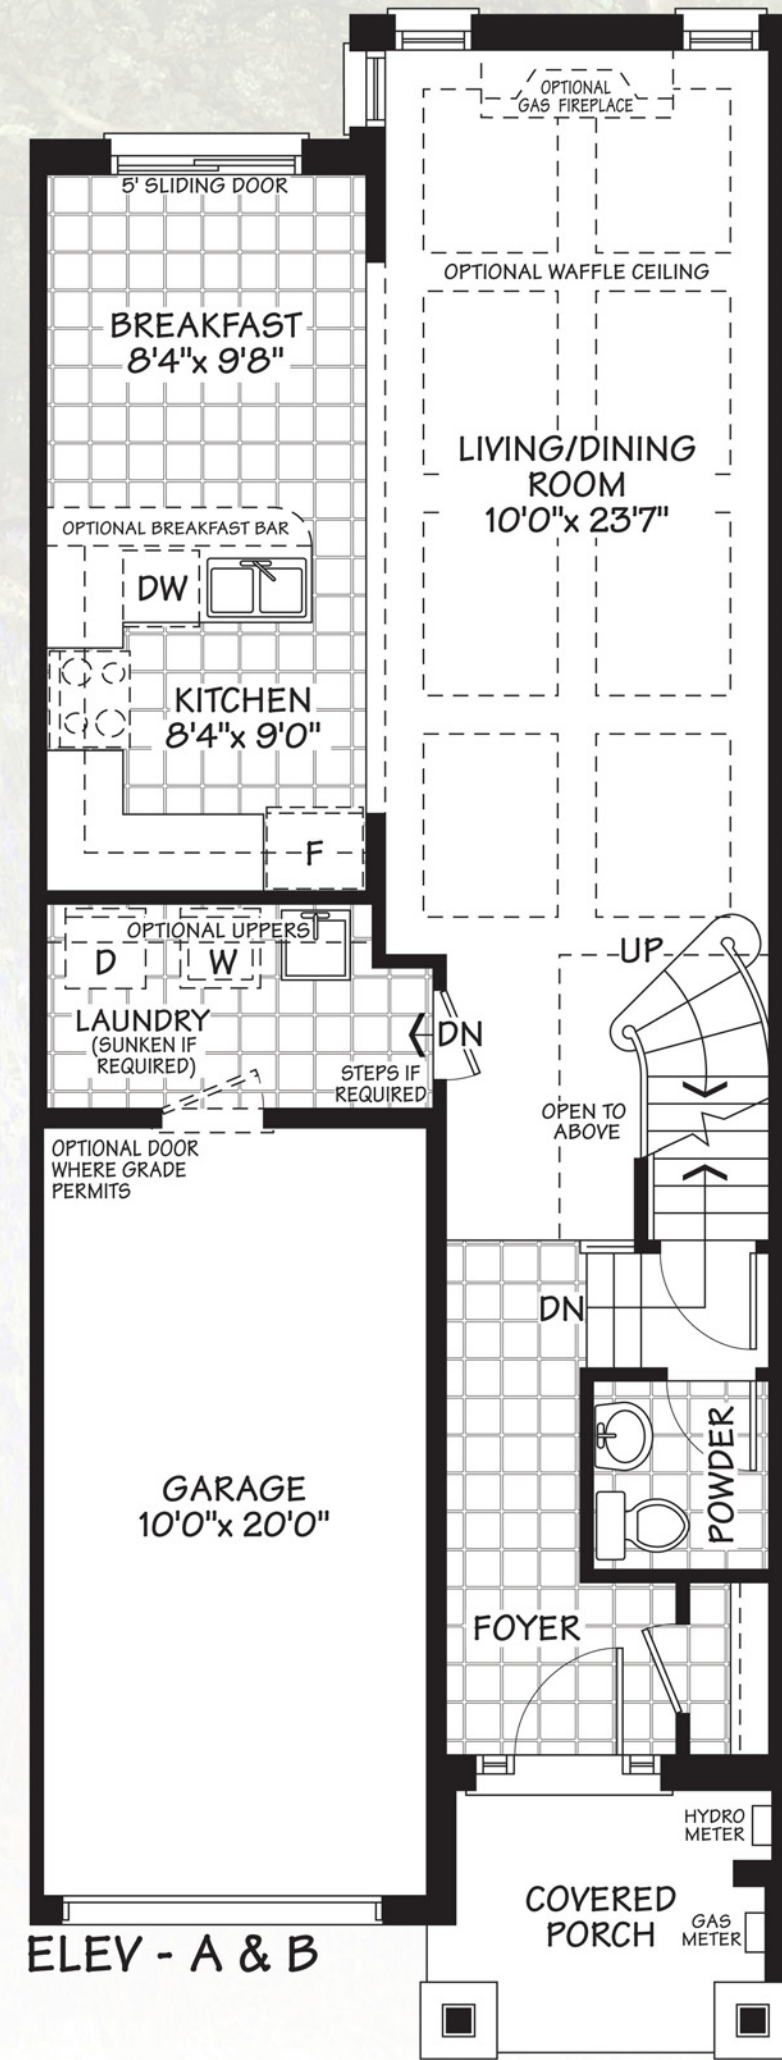 OPTIONAL
GAS FIREPLACE
5' SLIDING DOOR
OPTIONAL WAFFLE CEILING
BREAKFAST
8'4"x 9'8"
LIVING/DINING
ROOM
10'0"x 23'7"
OPTIONAL BREAKFAST BAR
DW
KITCHEN
8'4"x 9'0"
F
OPTIONAL UPPERS
D
W
UP
LAUNDRY
(SUNKEN IF
REQUIRED)
DN
STEPS IF
REQUIRED
OPEN TO
ABOVE
OPTIONAL DOOR
WHERE GRADE
PERMITS
DN
POWDER
GARAGE
10'0"x 20'0"
FOYER
HYDRO
METER
COVERED
PORCH
GAS
METER
ELEV - A & B